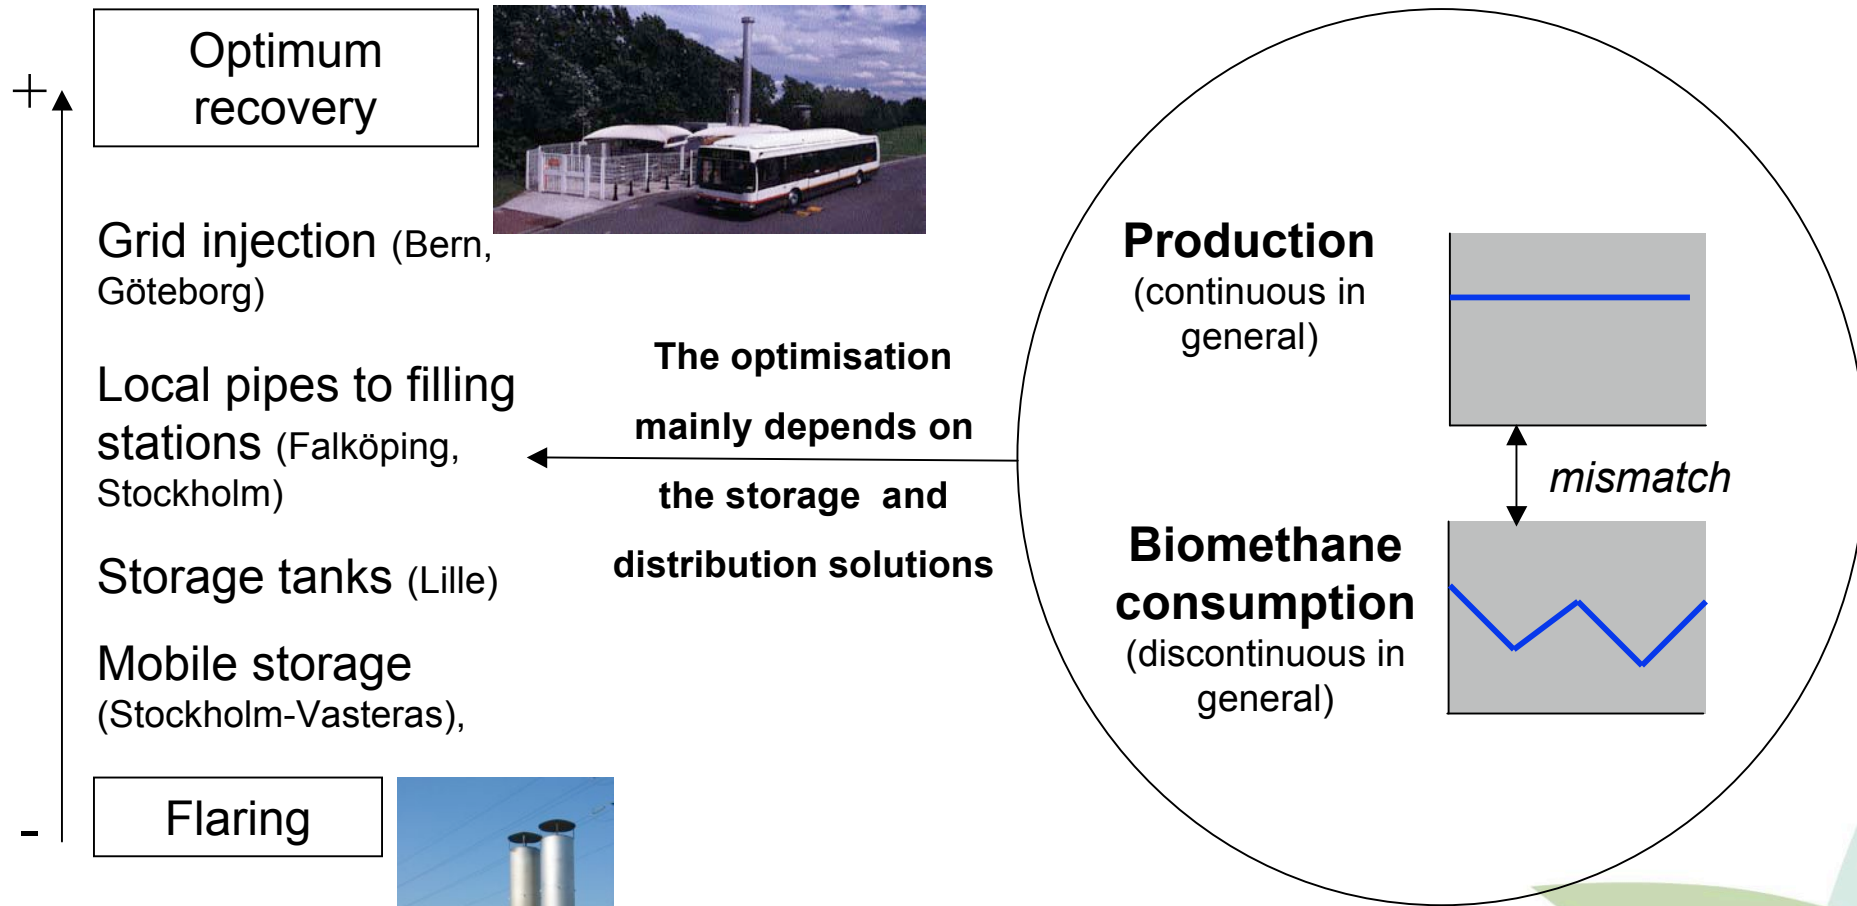 Optimum
recovery
+
Grid injection (Bern,
Göteborg)
Local pipes to filling
stations (Falköping,
Stockholm)
Storage tanks (Lille)
Mobile storage
(Stockholm-Vasteras),
-
Flaring
The optimisation
mainly depends on
the storage and
distribution solutions
Production
(continuous in
general)
mismatch
Biomethane
consumption
(discontinuous in
general)